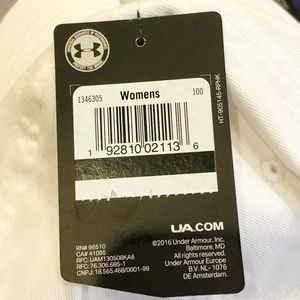 1346305 Womens 100
1 92810 02113 6
HT-905145-RPHK
UA.COM
RN# 96510
CA# 41095
RFC: UAM130508KA6
RFC: 76.306.685-1
CNPJ: 18.565.468/0001-99
©2016 Under Armour, Inc.
Baltimore, MD
All Rights Reserved.
Under Armour Europe
B.V. NL- 1076
DE Amsterdam.